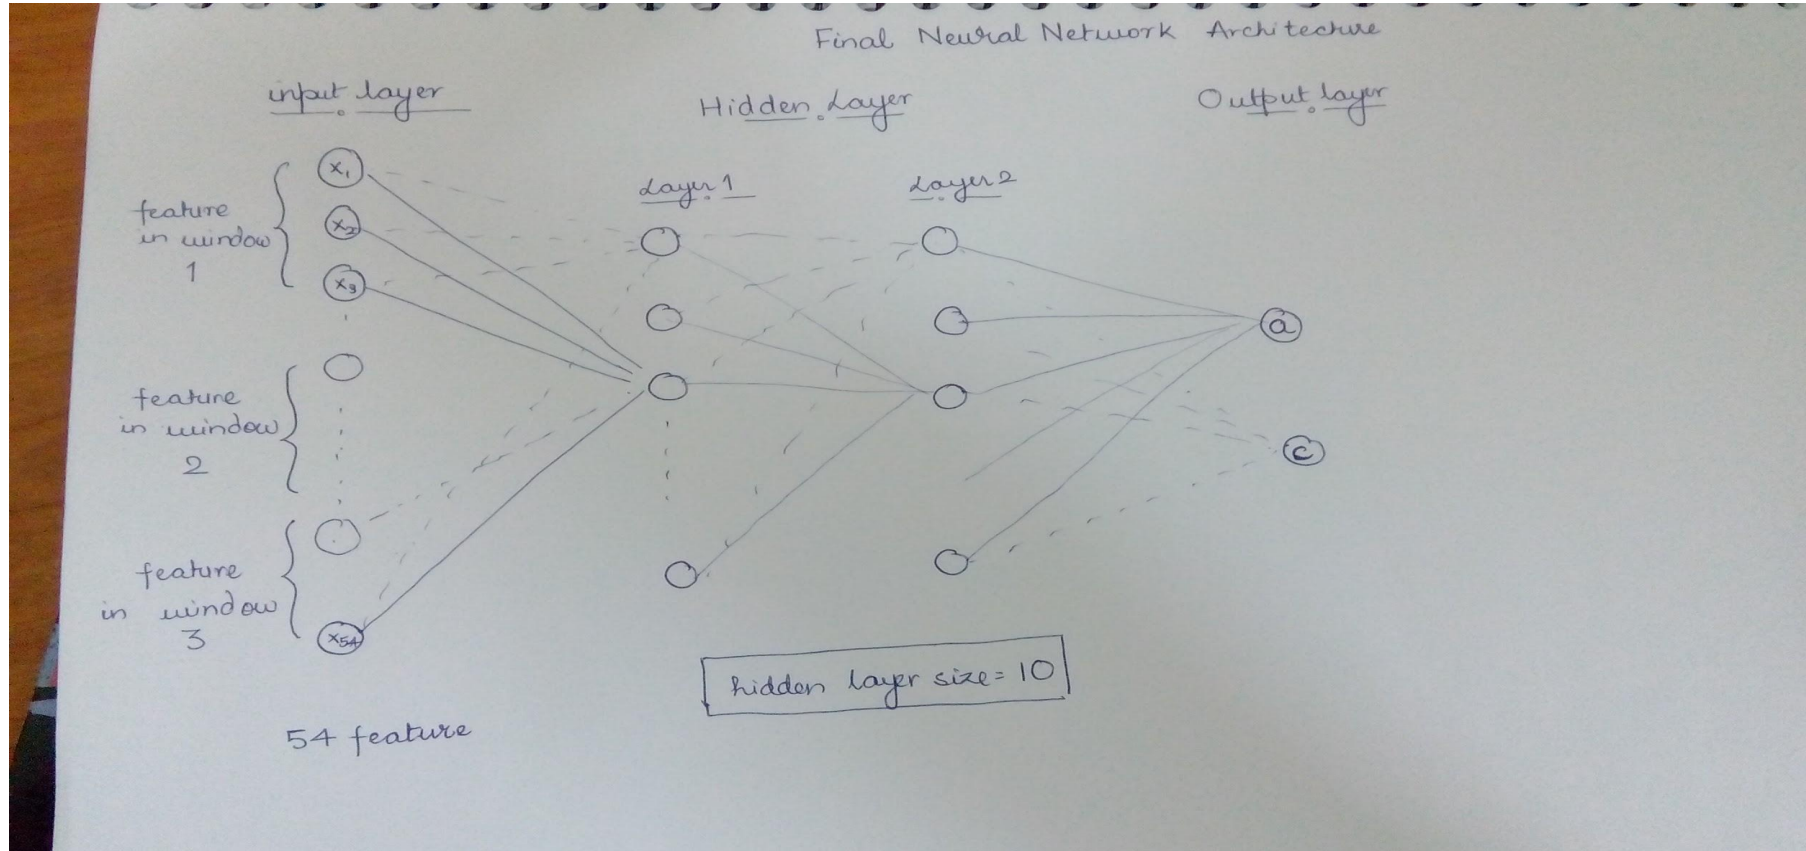 Final Neural Network Architecture
input layer
Hidden Layer
Output layer
Layer 1
Layer 2
feature
in window
1
x1
x2
x3
feature
in window
2
feature
in window
3
x54
a
c
hidden layer size = 10
54 feature